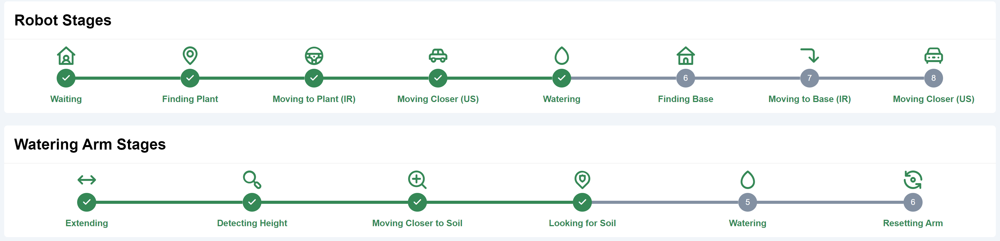 Robot Stages
6
7
8
Waiting
Finding Plant
Moving to Plant (IR)
Moving Closer (US)
Watering
Finding Base
Moving to Base (IR)
Moving Closer (US)
Watering Arm Stages
5
6
Extending
Detecting Height
Moving Closer to Soil
Looking for Soil
Watering
Resetting Arm